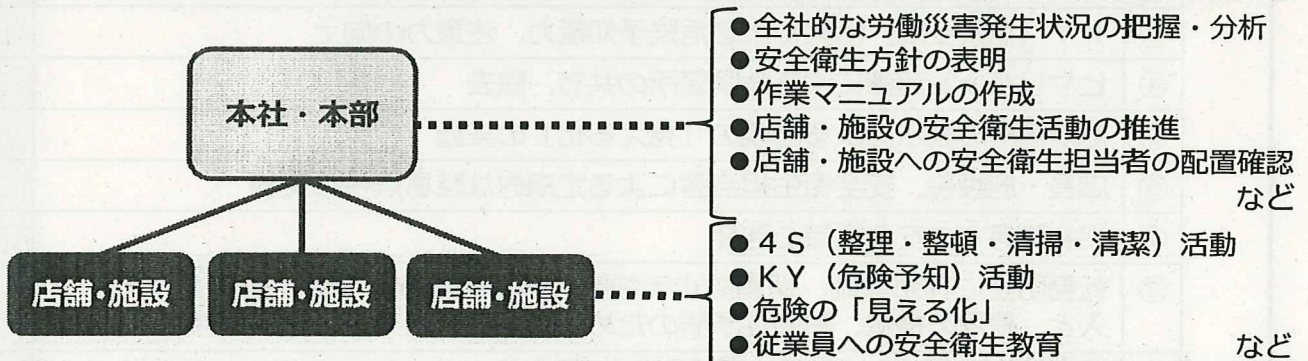 本社・本部
●全社的な労働災害発生状況の把握・分析
●安全衛生方針の表明
●作業マニュアルの作成
●店舗・施設の安全衛生活動の推進
●店舗・施設への安全衛生担当者の配置確認
など
店舗・施設
店舗・施設
店舗・施設
●4S（整理・整頓・清掃・清潔）活動
●KY（危険予知）活動
●危険の「見える化」
●従業員への安全衛生教育 など